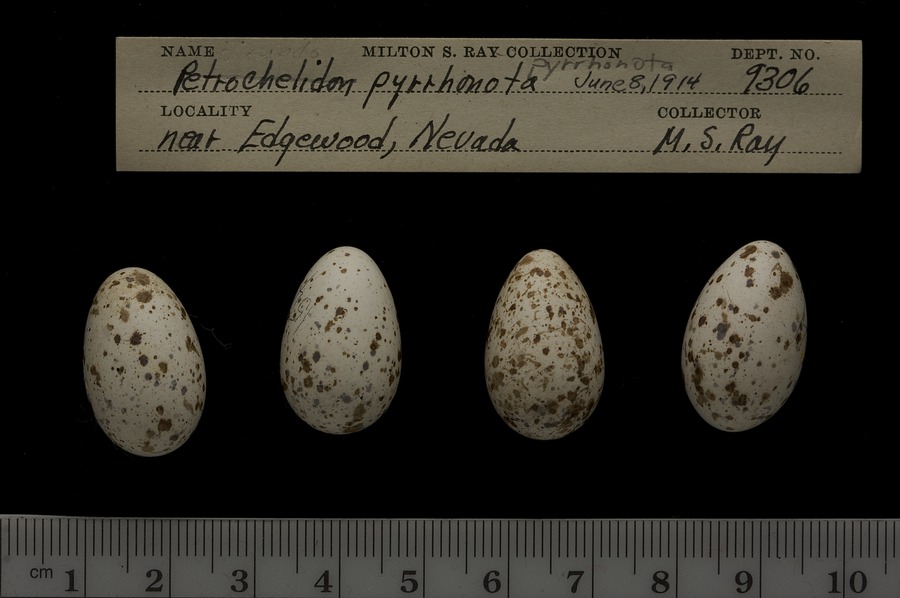 NAME MILTON S. RAY COLLECTION DEPT. NO.
pyrrhonota
Petrochelidon pyrrhonota June 8, 1914 9306
LOCALITY COLLECTOR
near Edgewood, Nevada M. S. Ray
cm 1 2 3 4 5 6 7 8 9 10